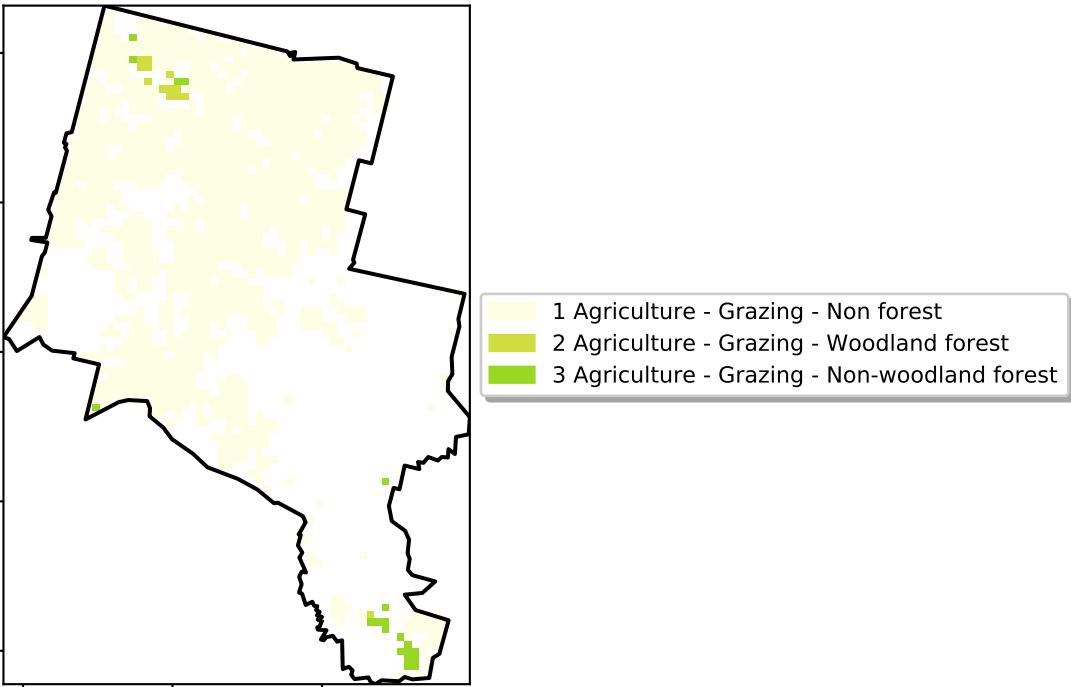 1 Agriculture - Grazing - Non forest
2 Agriculture - Grazing - Woodland forest
3 Agriculture - Grazing - Non-woodland forest